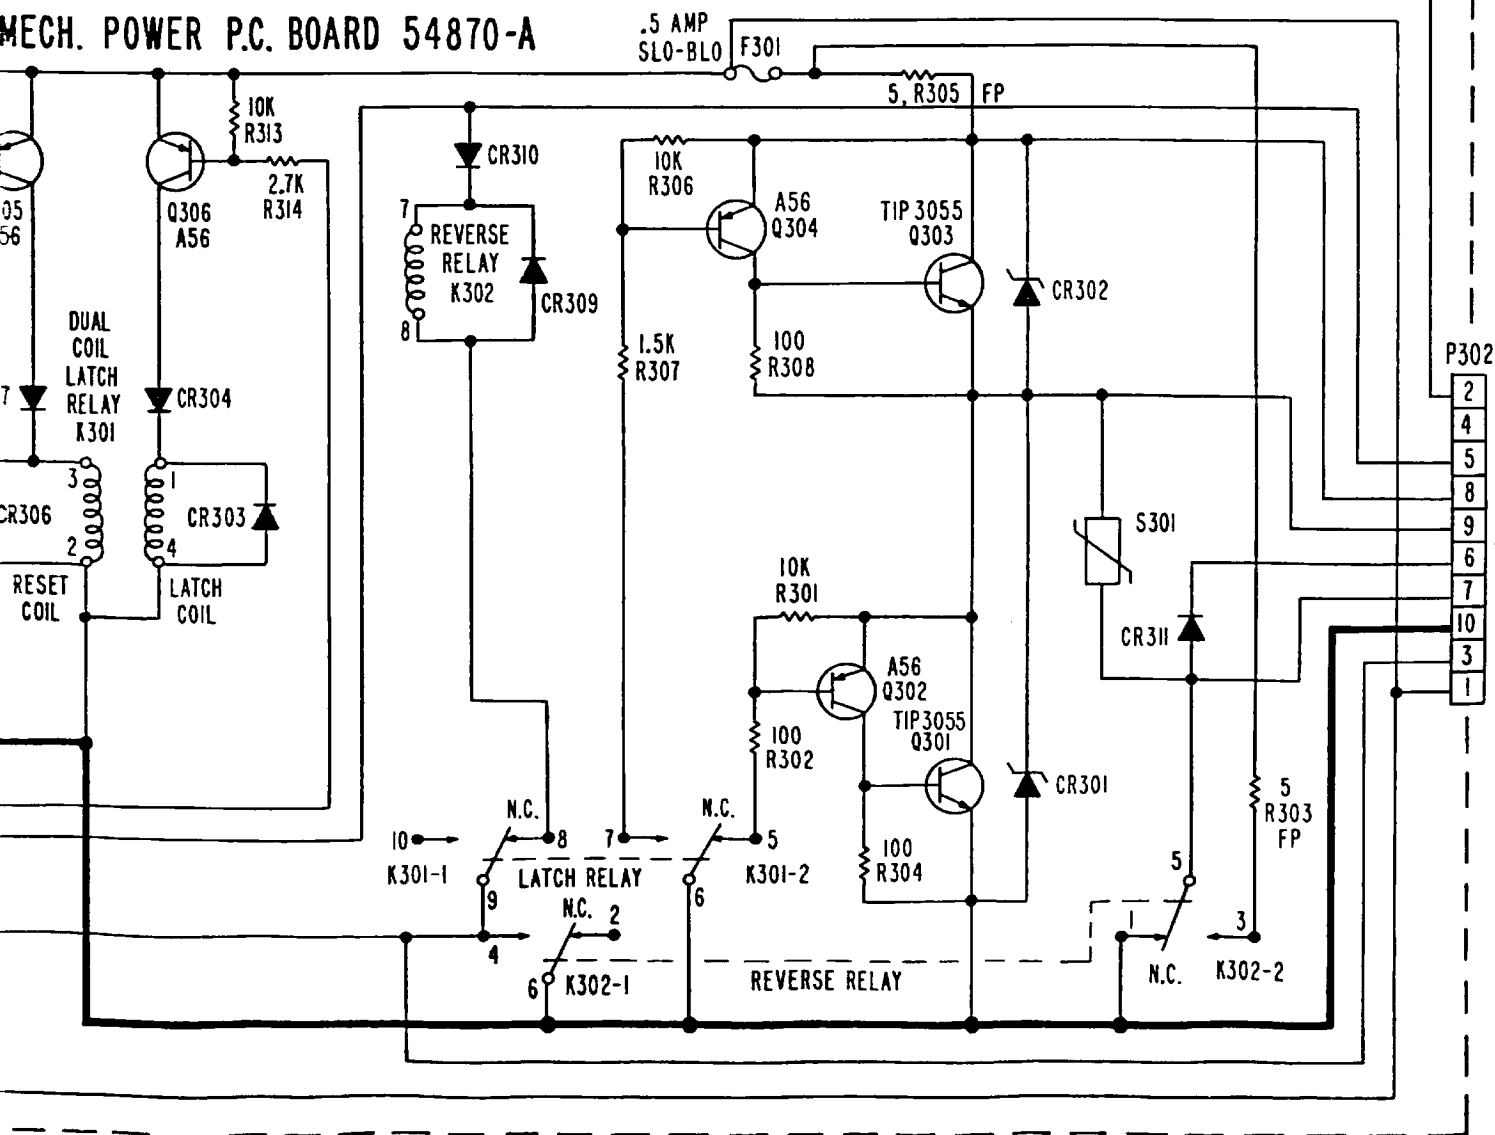 MECH. POWER P.C. BOARD 54870-A
.5 AMP
SLO-BLO
F301
5, R305 FP
10K
R313
2.7K
R314
05
56
Q306
A56
CR310
7
REVERSE
RELAY
K302
8
CR309
10K
R306
A56
Q304
TIP3055
Q303
CR302
1.5K
R307
100
R308
DUAL
COIL
LATCH
RELAY
K301
7
CR304
3
1
CR306
CR303
2
4
RESET
COIL
LATCH
COIL
P302
2
4
5
8
9
6
7
10
3
1
S301
CR311
10K
R301
A56
Q302
TIP3055
Q301
100
R302
CR301
5
R303
FP
N.C.
10
8
K301-1
9
LATCH RELAY
7
N.C.
5
K301-2
6
100
R304
N.C.
2
4
6
K302-1
REVERSE RELAY
5
1
3
N.C.
K302-2